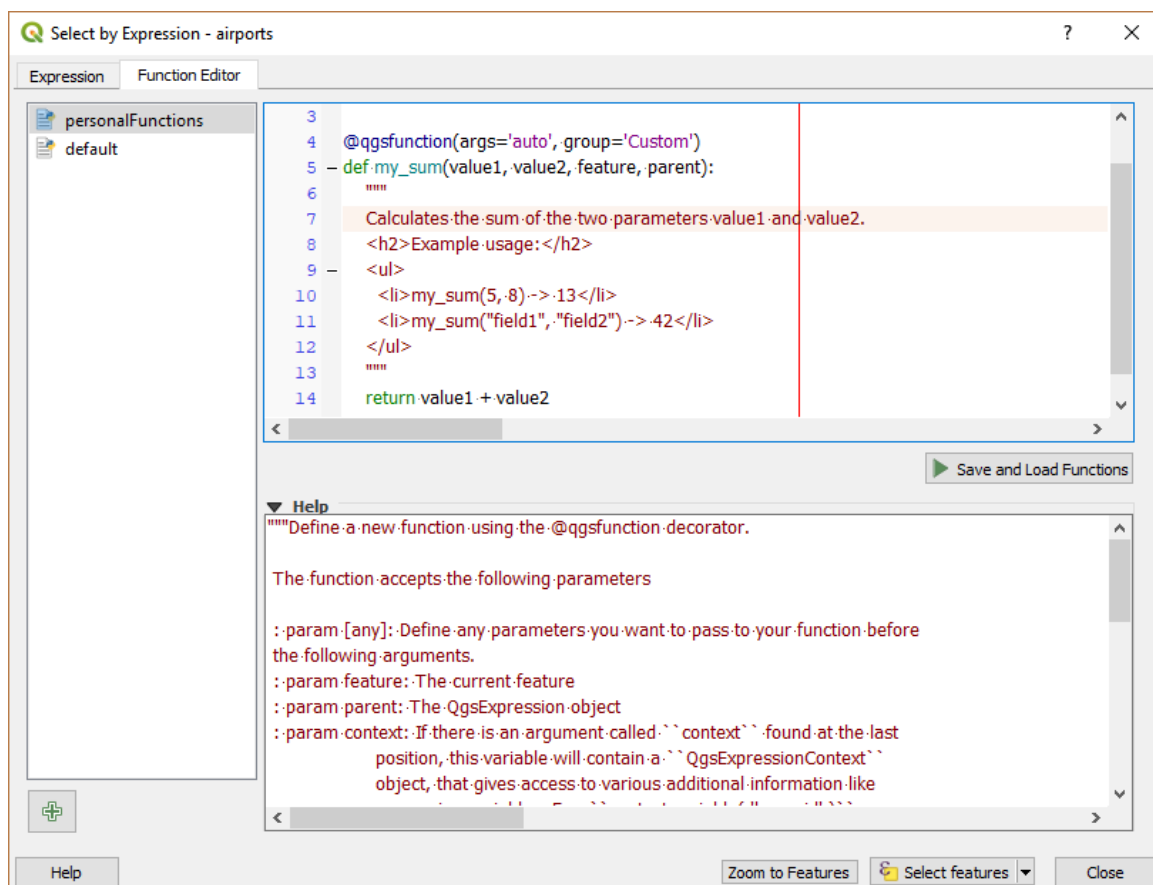 Select by Expression - airports
Expression
Function Editor
personalFunctions
default
3
4 @qgsfunction(args='auto', group='Custom')
5 def my_sum(value1, value2, feature, parent):
6 """
7 Calculates the sum of the two parameters value1 and value2.
8 <h2>Example usage:</h2>
9 <ul>
10 <li>my_sum(5, 8) -> 13</li>
11 <li>my_sum("field1", "field2") -> 42</li>
12 </ul>
13 """
14 return value1 + value2
Save and Load Functions
Help
"""Define a new function using the @qgsfunction decorator.
The function accepts the following parameters
: param [any]: Define any parameters you want to pass to your function before
the following arguments.
: param feature: The current feature
: param parent: The QgsExpression object
: param context: If there is an argument called ``context`` found at the last
position, this variable will contain a ``QgsExpressionContext``
object, that gives access to various additional information like
Help
Zoom to Features
Select features
Close